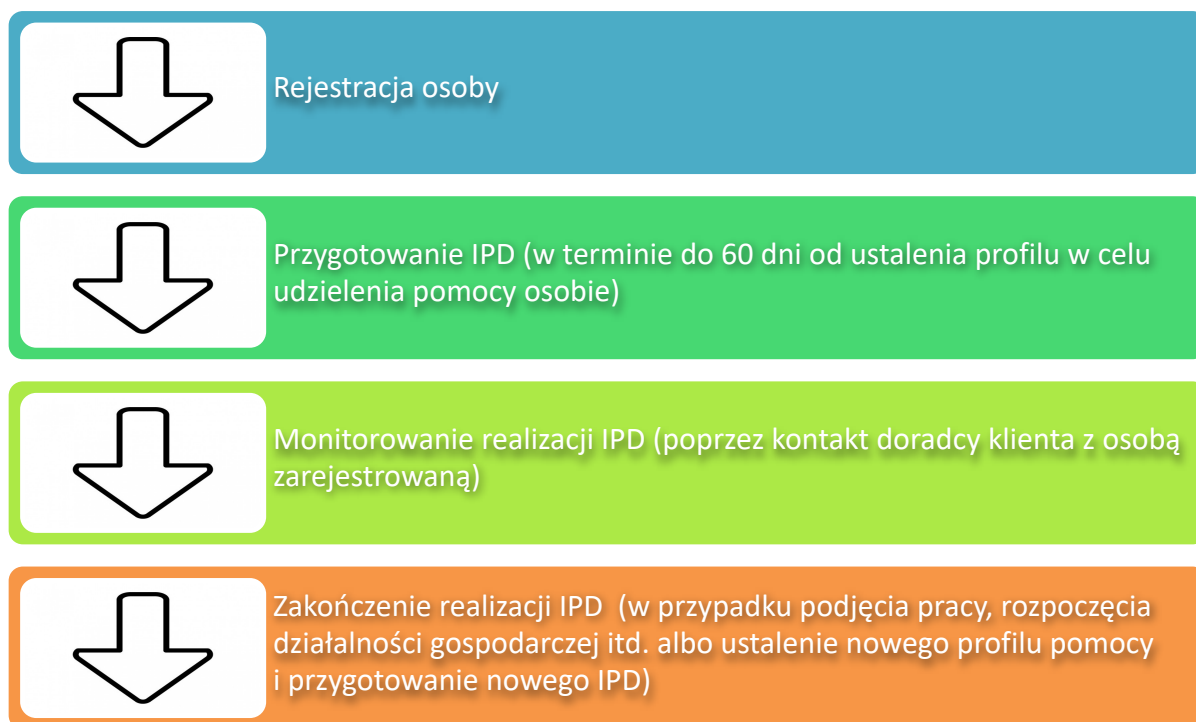 Rejestracja osoby
Przygotowanie IPD (w terminie do 60 dni od ustalenia profilu w celu
udzielenia pomocy osobie)
Monitorowanie realizacji IPD (poprzez kontakt doradcy klienta z osobą
zarejestrowaną)
Zakończenie realizacji IPD  (w przypadku podjęcia pracy, rozpoczęcia
działalności gospodarczej itd. albo ustalenie nowego profilu pomocy
i przygotowanie nowego IPD)